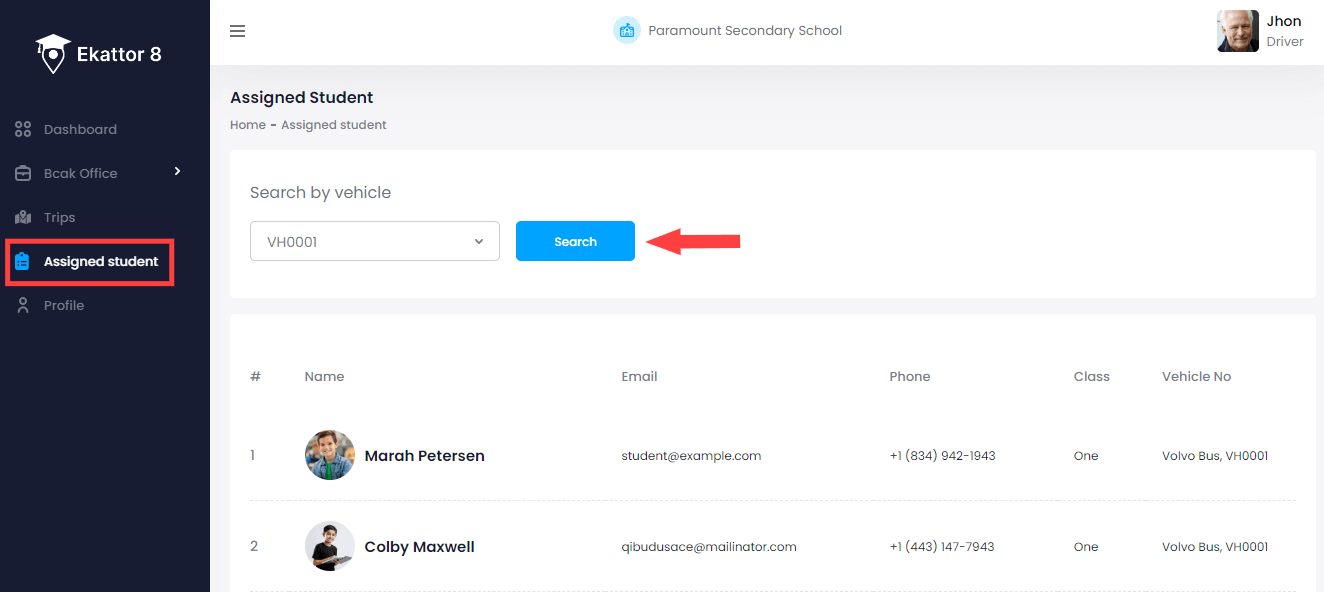 Ekattor 8
Paramount Secondary School
Jhon
Driver
Dashboard
Bcak Office
Trips
Assigned student
Profile
Assigned Student
Home - Assigned student
Search by vehicle
VH0001 Search
# Name Email Phone Class Vehicle No
1 Marah Petersen student@example.com +1 (834) 942-1943 One Volvo Bus, VH0001
2 Colby Maxwell qibudusace@mailinator.com +1 (443) 147-7943 One Volvo Bus, VH0001